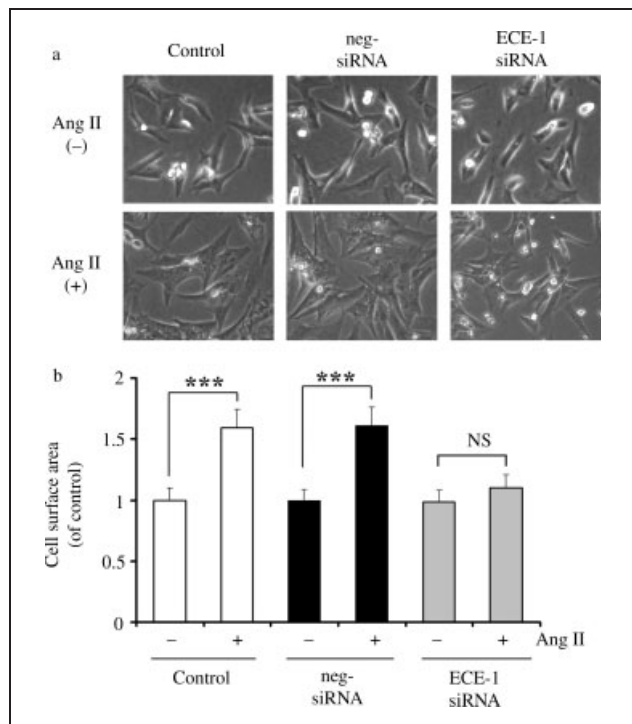 a
Control
neg-
siRNA
ECE-1
siRNA
Ang II
(−)
Ang II
(+)
b
Cell surface area
(of control)
2
1.5
1
0.5
0
***
***
NS
− + − + − + Ang II
Control
neg-
siRNA
ECE-1
siRNA